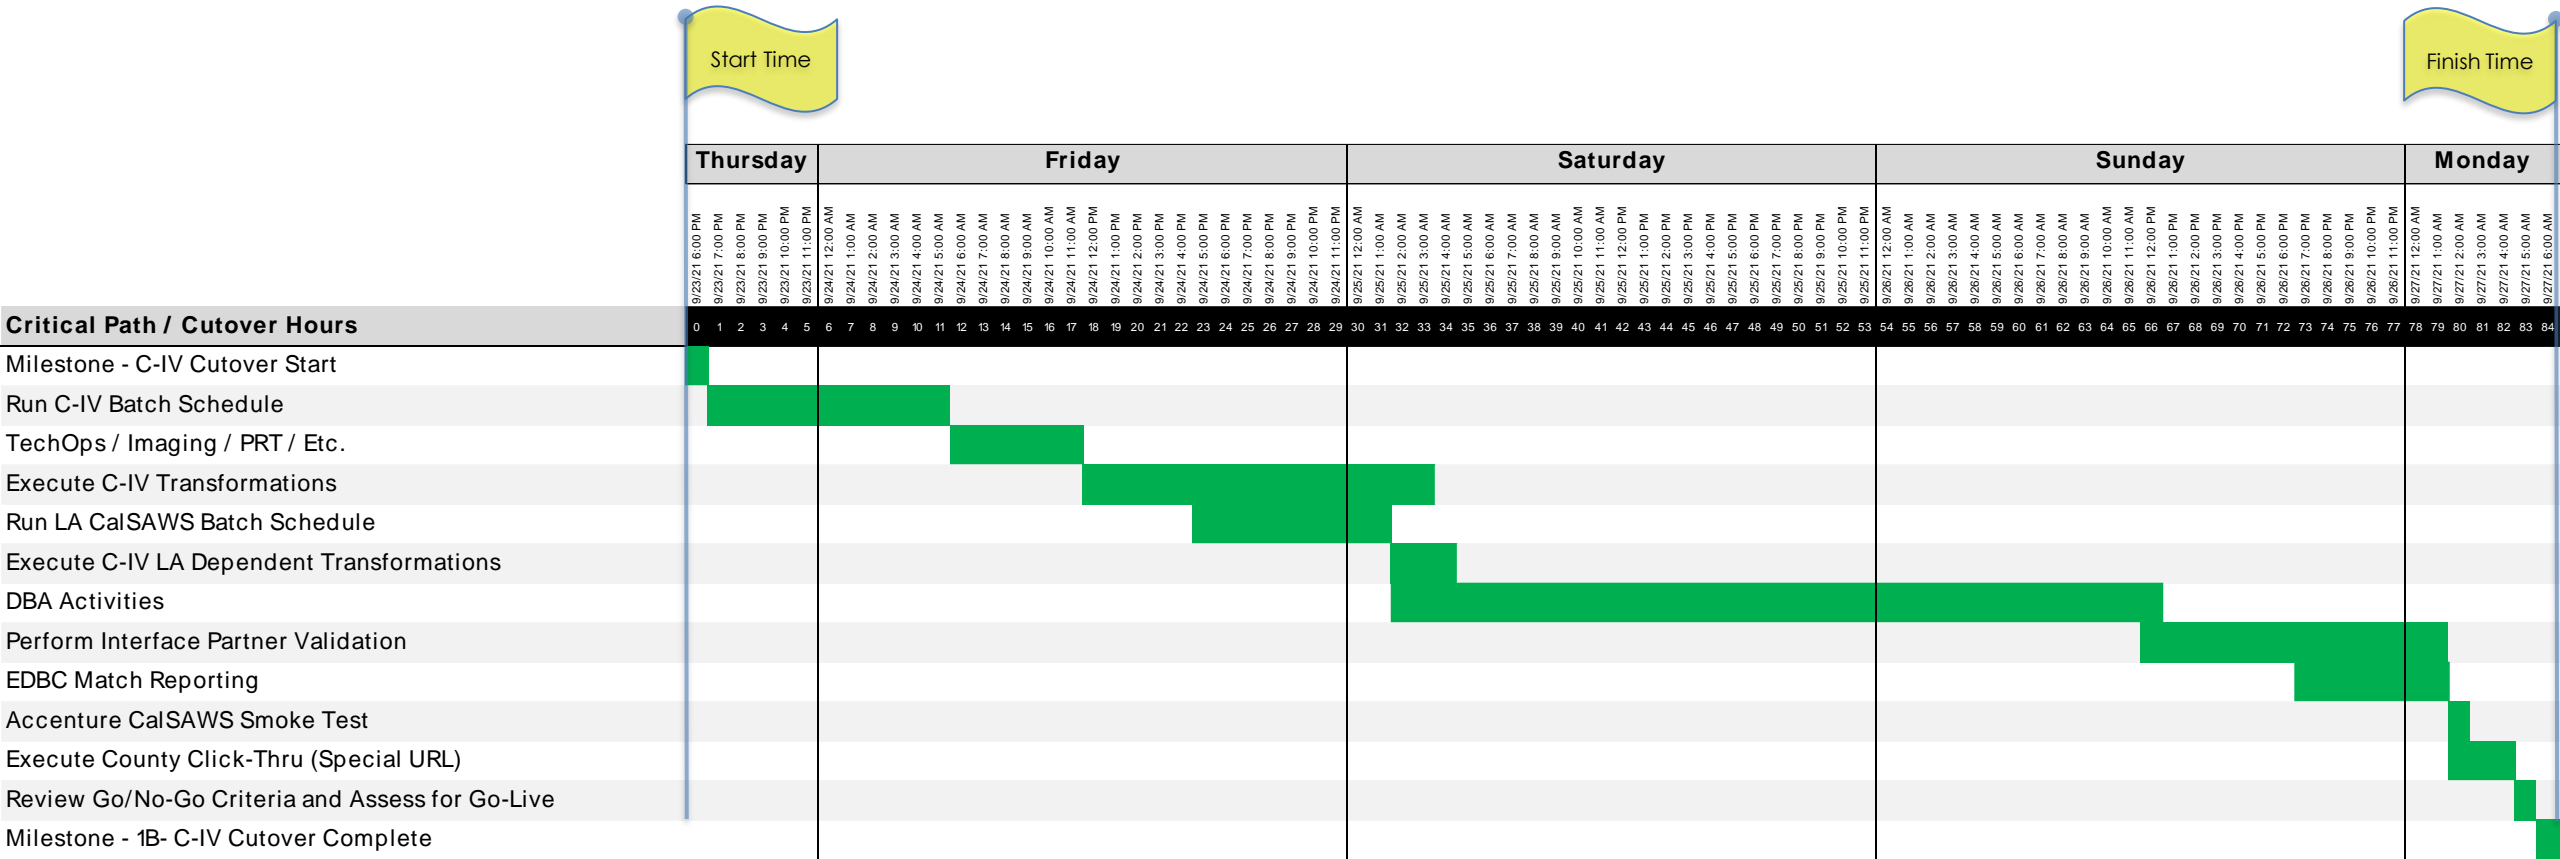 Start Time
Finish Time
Thursday Friday Saturday Sunday Monday
9/23/21 6:00 PM
9/23/21 7:00 PM
9/23/21 8:00 PM
9/23/21 9:00 PM
9/23/21 10:00 PM
9/23/21 11:00 PM
9/24/21 12:00 AM
9/24/21 1:00 AM
9/24/21 2:00 AM
9/24/21 3:00 AM
9/24/21 4:00 AM
9/24/21 5:00 AM
9/24/21 6:00 AM
9/24/21 7:00 AM
9/24/21 8:00 AM
9/24/21 9:00 AM
9/24/21 10:00 AM
9/24/21 11:00 AM
9/24/21 12:00 PM
9/24/21 1:00 PM
9/24/21 2:00 PM
9/24/21 3:00 PM
9/24/21 4:00 PM
9/24/21 5:00 PM
9/24/21 6:00 PM
9/24/21 7:00 PM
9/24/21 8:00 PM
9/24/21 9:00 PM
9/24/21 10:00 PM
9/24/21 11:00 PM
9/25/21 12:00 AM
9/25/21 1:00 AM
9/25/21 2:00 AM
9/25/21 3:00 AM
9/25/21 4:00 AM
9/25/21 5:00 AM
9/25/21 6:00 AM
9/25/21 7:00 AM
9/25/21 8:00 AM
9/25/21 9:00 AM
9/25/21 10:00 AM
9/25/21 11:00 AM
9/25/21 12:00 PM
9/25/21 1:00 PM
9/25/21 2:00 PM
9/25/21 3:00 PM
9/25/21 4:00 PM
9/25/21 5:00 PM
9/25/21 6:00 PM
9/25/21 7:00 PM
9/25/21 8:00 PM
9/25/21 9:00 PM
9/25/21 10:00 PM
9/25/21 11:00 PM
9/26/21 12:00 AM
9/26/21 1:00 AM
9/26/21 2:00 AM
9/26/21 3:00 AM
9/26/21 4:00 AM
9/26/21 5:00 AM
9/26/21 6:00 AM
9/26/21 7:00 AM
9/26/21 8:00 AM
9/26/21 9:00 AM
9/26/21 10:00 AM
9/26/21 11:00 AM
9/26/21 12:00 PM
9/26/21 1:00 PM
9/26/21 2:00 PM
9/26/21 3:00 PM
9/26/21 4:00 PM
9/26/21 5:00 PM
9/26/21 6:00 PM
9/26/21 7:00 PM
9/26/21 8:00 PM
9/26/21 9:00 PM
9/26/21 10:00 PM
9/26/21 11:00 PM
9/27/21 12:00 AM
9/27/21 1:00 AM
9/27/21 2:00 AM
9/27/21 3:00 AM
9/27/21 4:00 AM
9/27/21 5:00 AM
9/27/21 6:00 AM
Critical Path / Cutover Hours 0 1 2 3 4 5 6 7 8 9 10 11 12 13 14 15 16 17 18 19 20 21 22 23 24 25 26 27 28 29 30 31 32 33 34 35 36 37 38 39 40 41 42 43 44 45 46 47 48 49 50 51 52 53 54 55 56 57 58 59 60 61 62 63 64 65 66 67 68 69 70 71 72 73 74 75 76 77 78 79 80 81 82 83 84
Milestone - C-IV Cutover Start
Run C-IV Batch Schedule
TechOps / Imaging / PRT / Etc.
Execute C-IV Transformations
Run LA CalSAWS Batch Schedule
Execute C-IV LA Dependent Transformations
DBA Activities
Perform Interface Partner Validation
EDBC Match Reporting
Accenture CalSAWS Smoke Test
Execute County Click-Thru (Special URL)
Review Go/No-Go Criteria and Assess for Go-Live
Milestone - 1B- C-IV Cutover Complete